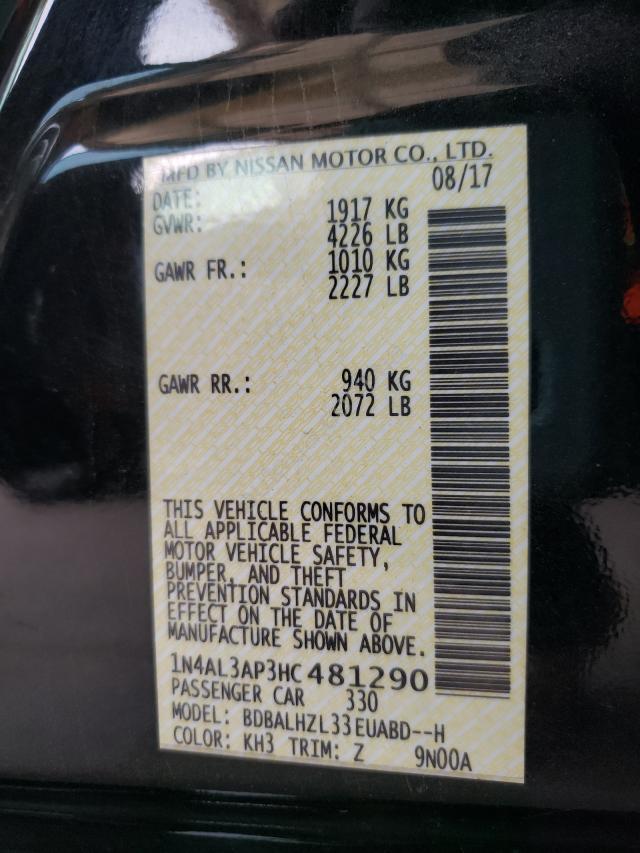 MFD BY NISSAN MOTOR CO., LTD.
DATE: 08/17
GVWR: 1917 KG
4226 LB
GAWR FR.: 1010 KG
2227 LB
GAWR RR.: 940 KG
2072 LB
THIS VEHICLE CONFORMS TO
ALL APPLICABLE FEDERAL
MOTOR VEHICLE SAFETY,
BUMPER, AND THEFT
PREVENTION STANDARDS IN
EFFECT ON THE DATE OF
MANUFACTURE SHOWN ABOVE.
1N4AL3AP3HC481290
PASSENGER CAR 330
MODEL: BDBALHZL33EUABD--H
COLOR: KH3 TRIM: Z 9N00A